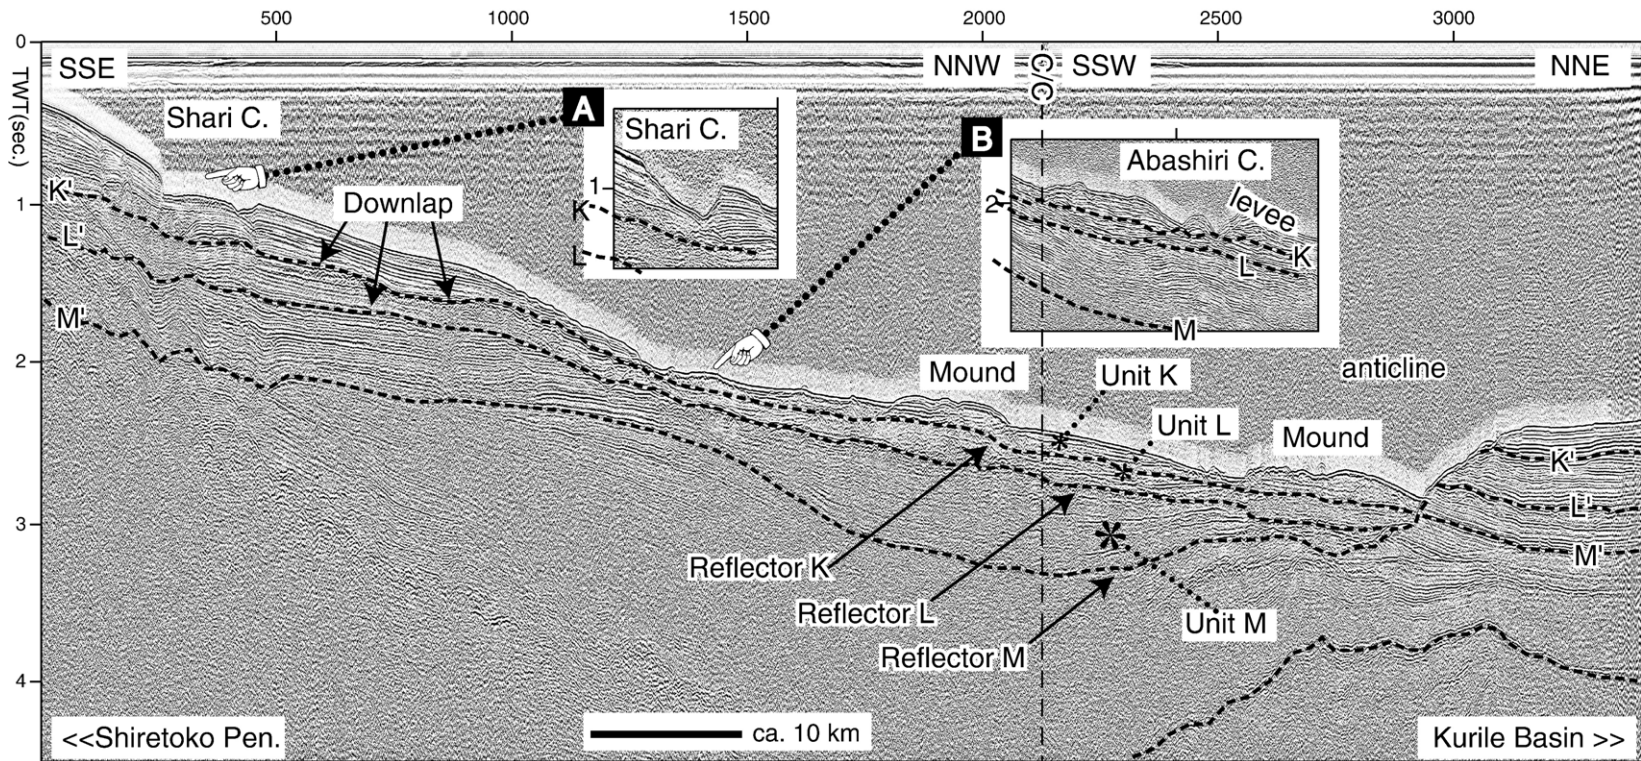 500 1000 1500 2000 2500 3000
0
TWT(sec.)
SSE
NNW
C/C
SSW
NNE
Shari C.
A
Shari C.
1
K
L
B
Abashiri C.
levee
2
K
L
M
K'
1
Downlap
L'
M'
2
Mound
Unit K
anticline
Unit L
Mound
K'
L'
3
M'
Reflector K
Reflector L
Unit M
Reflector M
4
<<Shiretoko Pen.
ca. 10 km
Kurile Basin >>